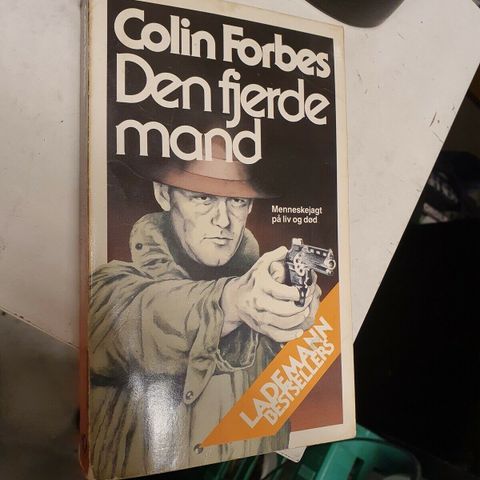 Colin Forbes
Den fjerde
mand
Menneskejagt
på liv og død
LADEMANN
BESTSELLERS